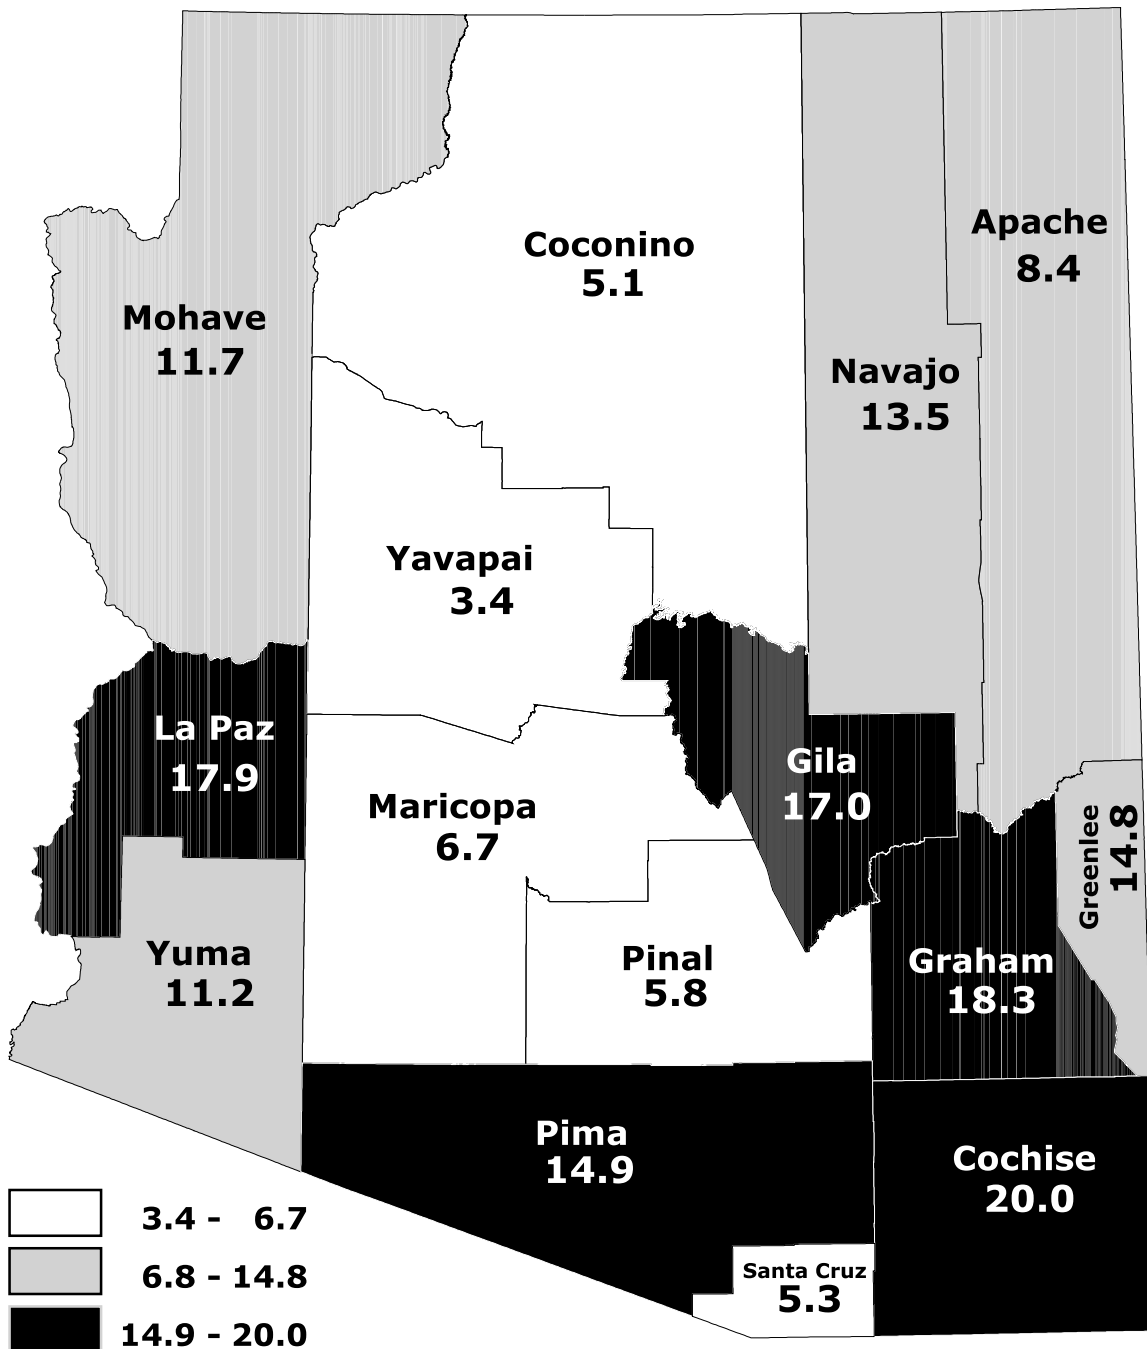 Apache
8.4
Coconino
5.1
Mohave
11.7
Navajo
13.5
Yavapai
3.4
La Paz
17.9
Gila
17.0
Maricopa
6.7
Greenlee
14.8
Yuma
11.2
Pinal
5.8
Graham
18.3
Pima
14.9
Cochise
20.0
Santa Cruz
5.3
3.4 - 6.7
6.8 - 14.8
14.9 - 20.0